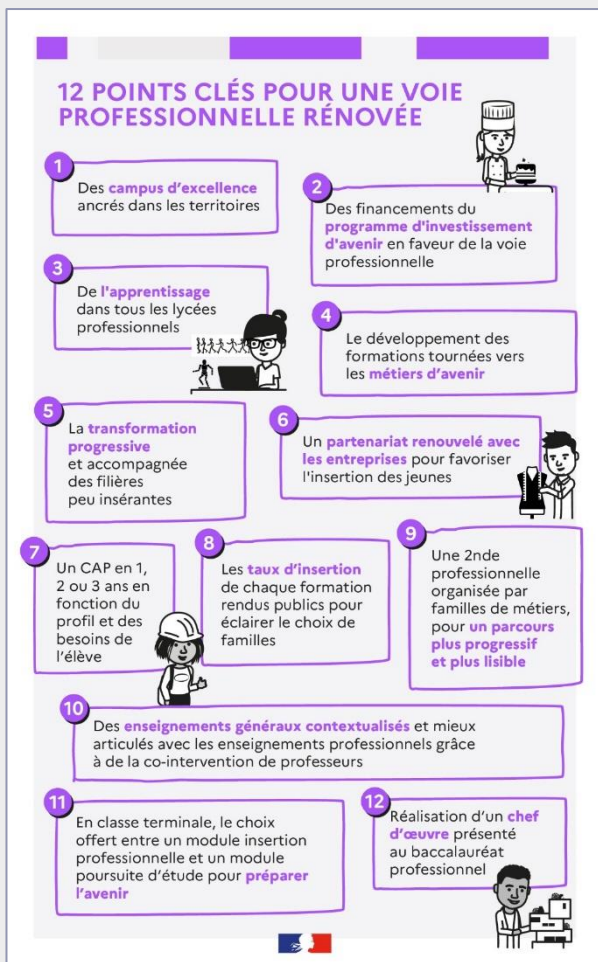 12 POINTS CLÉS POUR UNE VOIE
PROFESSIONNELLE RÉNOVÉE
1
Des campus d'excellence
ancrés dans les territoires
2
Des financements du
programme d'investissement
d'avenir en faveur de la voie
professionnelle
3
De l'apprentissage
dans tous les lycées
professionnels
4
Le développement des
formations tournées vers
les métiers d'avenir
5
La transformation
progressive
et accompagnée
des filières
peu insérantes
6
Un partenariat renouvelé avec
les entreprises pour favoriser
l'insertion des jeunes
7
Un CAP en 1,
2 ou 3 ans en
fonction du
profil et des
besoins de
l'élève
8
Les taux d'insertion
de chaque formation
rendus publics pour
éclairer le choix de
familles
9
Une 2nde
professionnelle
organisée par
familles de métiers,
pour un parcours
plus progressif
et plus lisible
10
Des enseignements généraux contextualisés et mieux
articulés avec les enseignements professionnels grâce
à de la co-intervention de professeurs
11
En classe terminale, le choix
offert entre un module insertion
professionnelle et un module
poursuite d'étude pour préparer
l'avenir
12
Réalisation d'un chef
d'œuvre présenté
au baccalauréat
professionnel